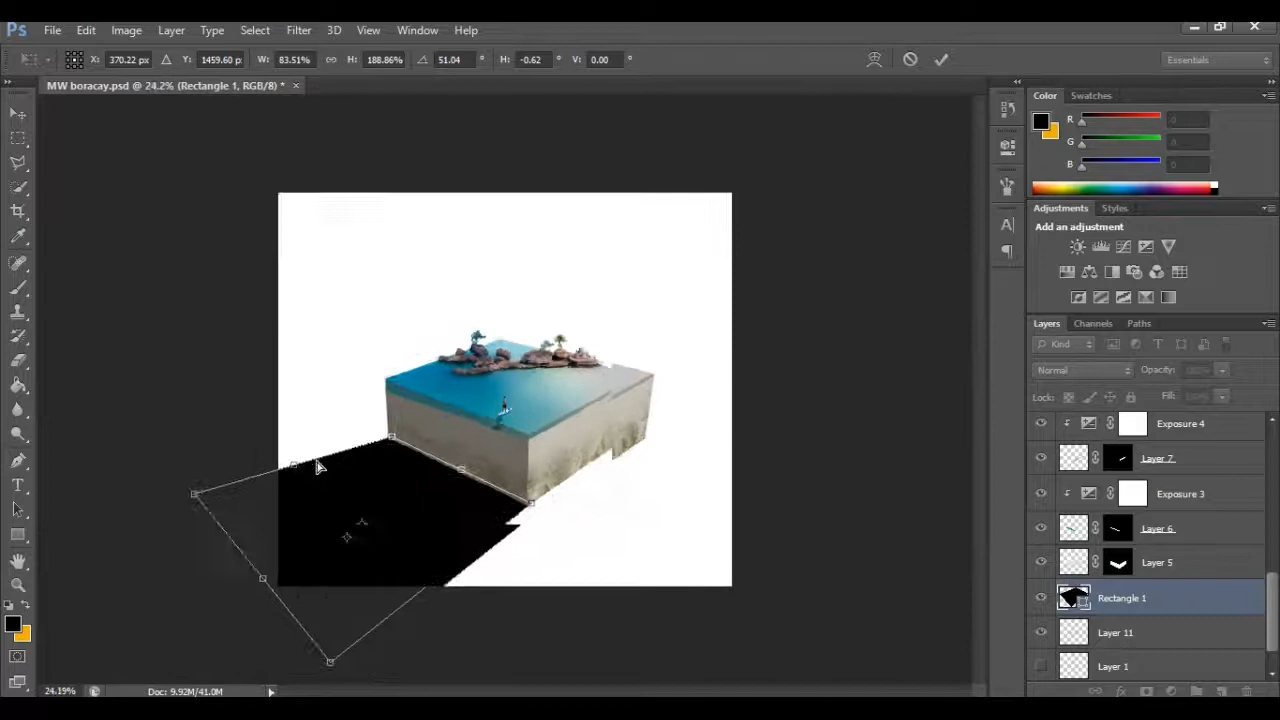 Ps File Edit Image Layer Type Select Filter 3D View Window Help
X: 370.22 px Y: 1459.60 p W: 83.51% H: 188.86% 51.04 ° H: -0.62 ° V: 0.00 ° Essentials
MW boracay.psd @ 24.2% (Rectangle 1, RGB/8) * ×
Color Swatches
R 0
G 0
B 0
Adjustments Styles
Add an adjustment
Layers Channels Paths
Kind
Normal Opacity:
Lock: Fill:
Exposure 4
Layer 7
Exposure 3
Layer 6
Layer 5
Rectangle 1
Layer 11
Layer 1
24.19% Doc: 9.92M/41.0M